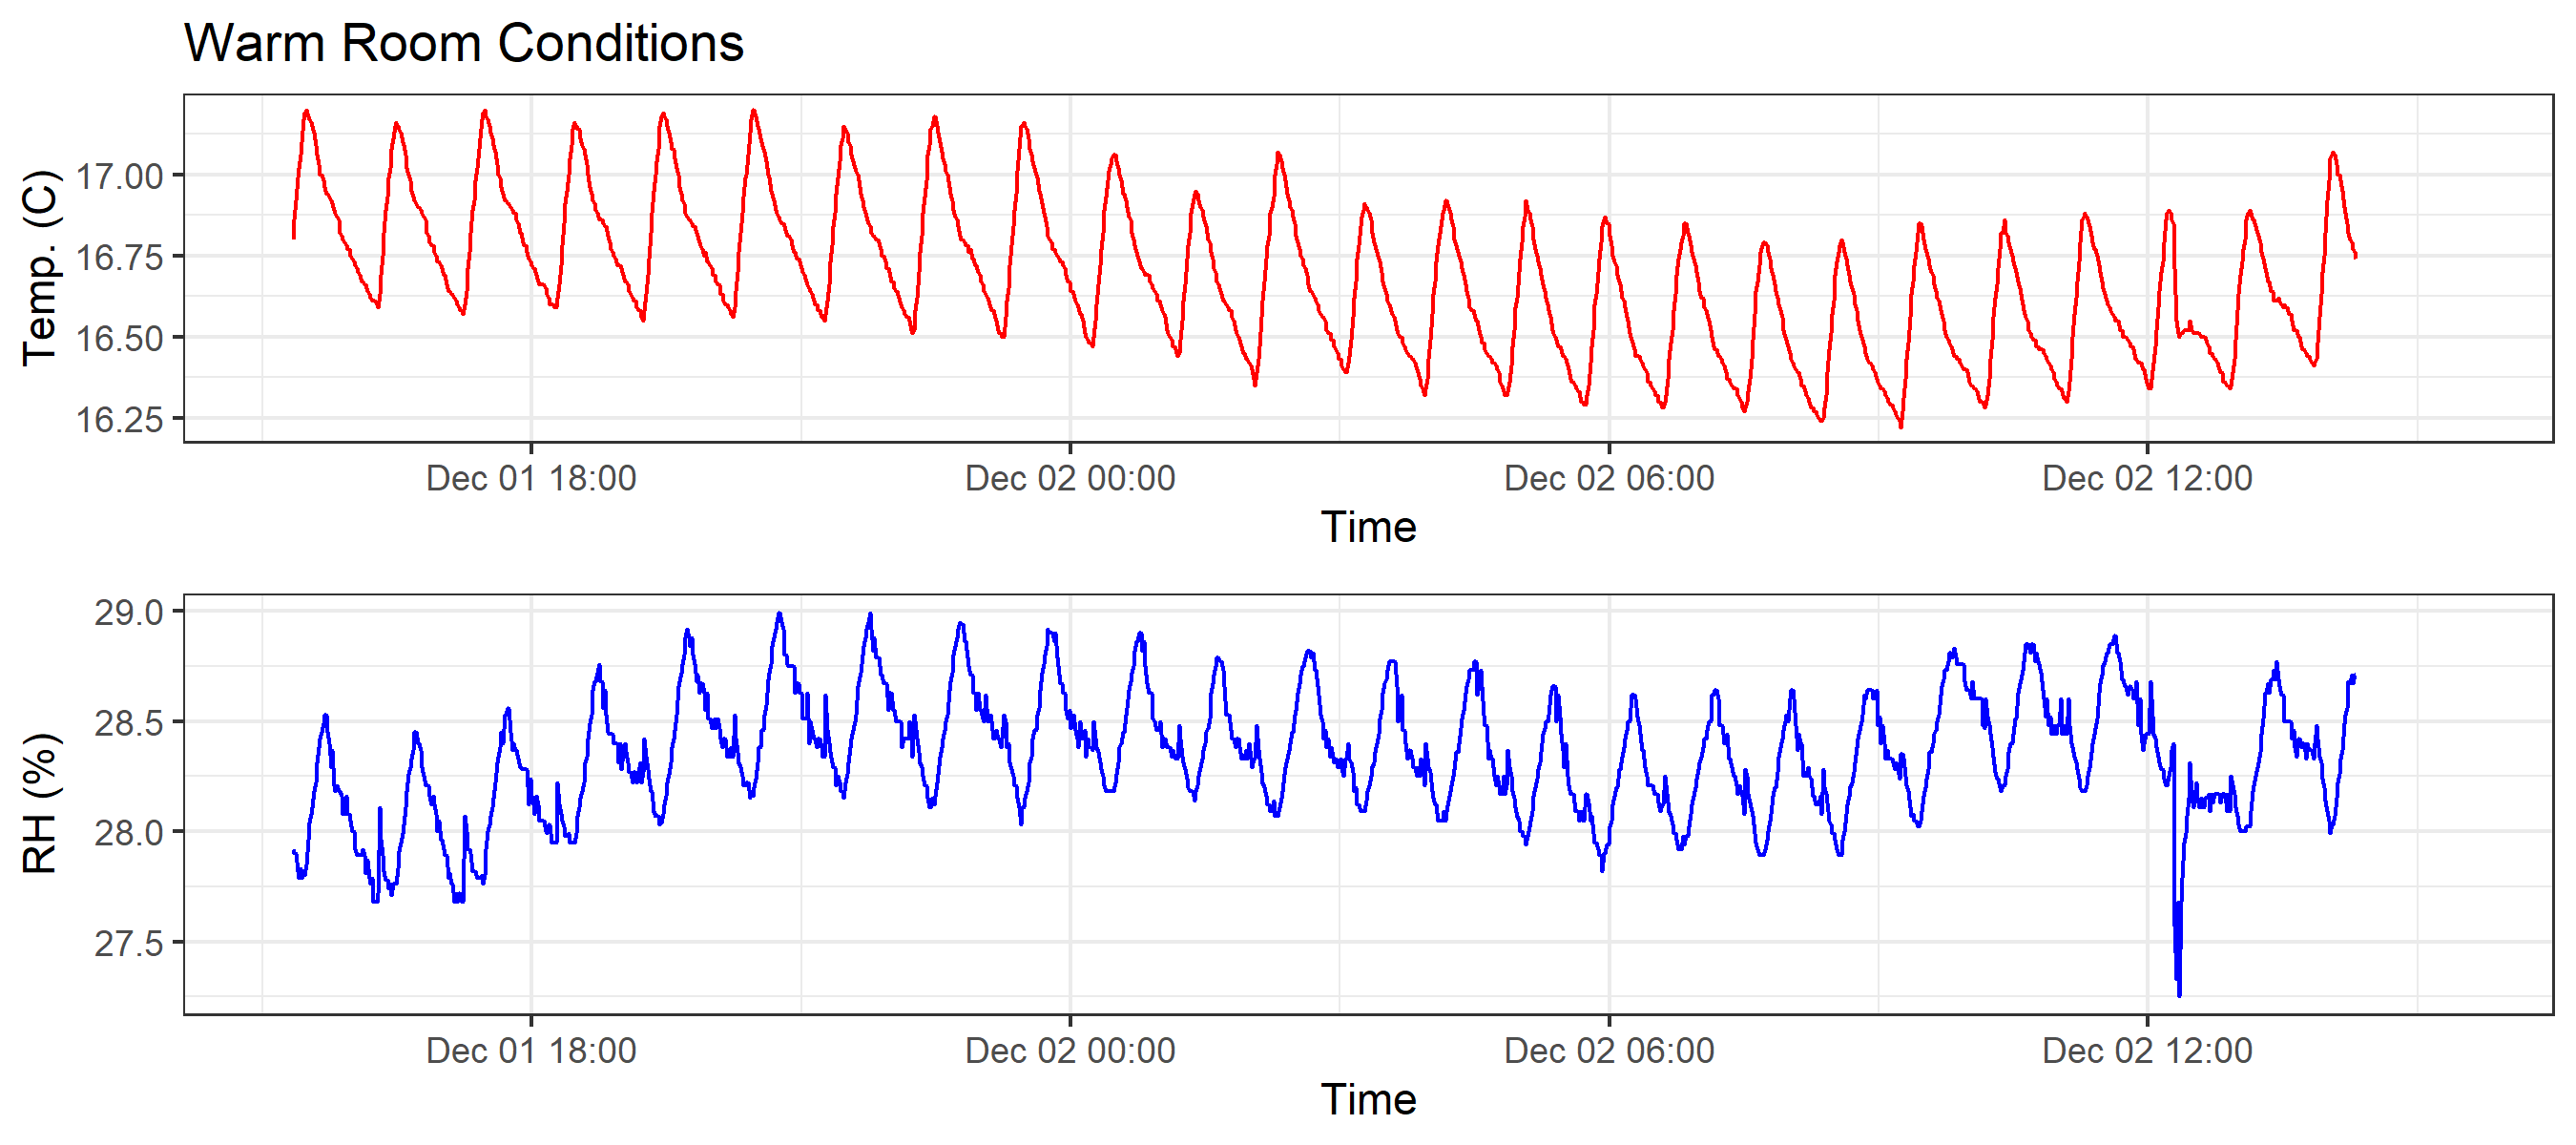 Warm Room Conditions
Temp. (C)
17.00
16.75
16.50
16.25
Dec 01 18:00 Dec 02 00:00 Dec 02 06:00 Dec 02 12:00
Time
RH (%)
29.0
28.5
28.0
27.5
Dec 01 18:00 Dec 02 00:00 Dec 02 06:00 Dec 02 12:00
Time